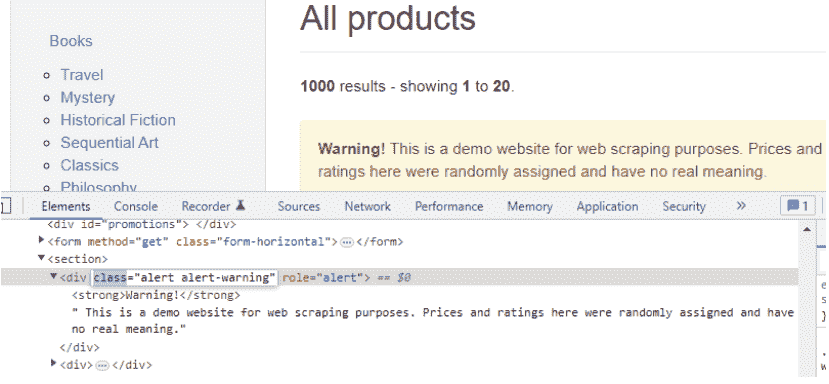 Books
Travel
Mystery
Historical Fiction
Sequential Art
Classics
Philosophy
All products
1000 results - showing 1 to 20.
Warning! This is a demo website for web scraping purposes. Prices and
ratings here were randomly assigned and have no real meaning.
Elements Console Recorder Sources Network Performance Memory Application Security » 1
<div id="promotions"> </div>
<form method="get" class="form-horizontal">…</form>
<section>
<div class="alert alert-warning" role="alert"> == $0
<strong>Warning!</strong>
" This is a demo website for web scraping purposes. Prices and ratings here were randomly assigned and have
no real meaning."
</div>
<div>…</div>